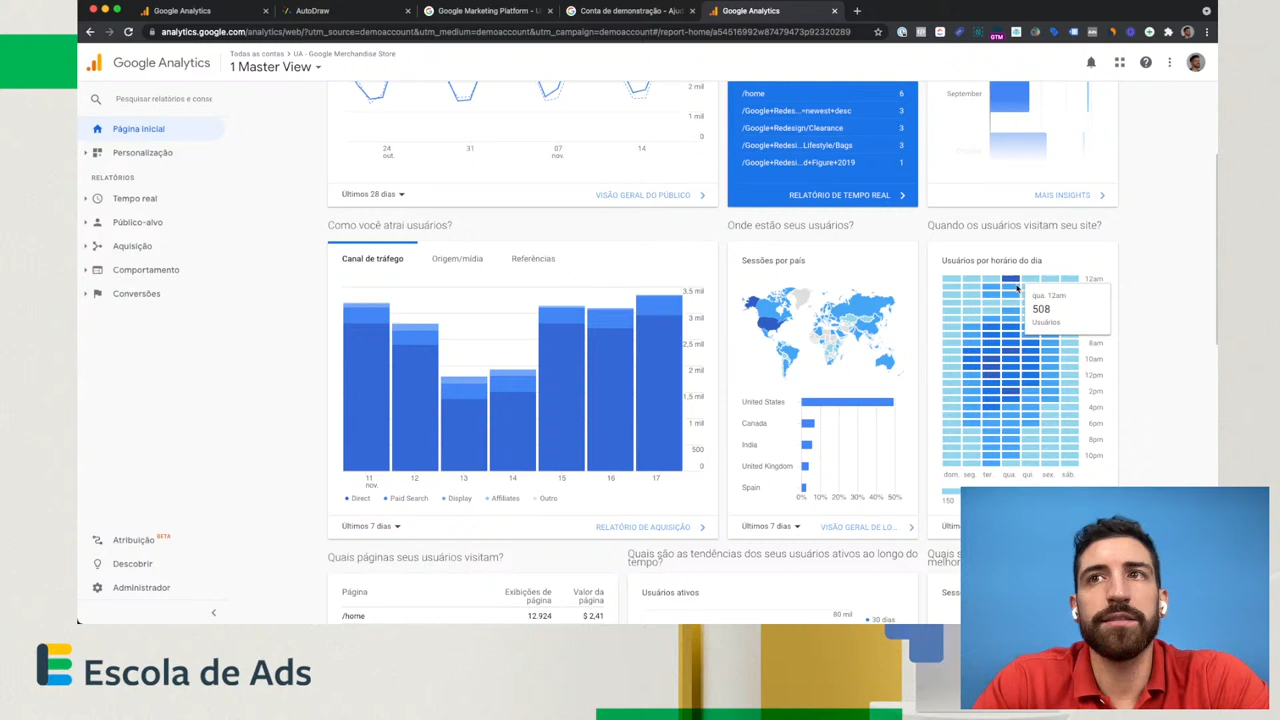 Google Analytics
AutoDraw
Google Marketing Platform - U
Conta de demonstração - Aju
Google Analytics
analytics.google.com/analytics/web/?utm_source=demoaccount&utm_medium=demoaccount&utm_campaign=demoaccount#/report-home/a54516992w87479473p92320289
GTM
Google Analytics
Todas as contas > UA - Google Merchandise Store
1 Master View
Pesquisar relatórios e conse
Página inicial
Personalização
RELATÓRIOS
Tempo real
Público-alvo
Aquisição
Comportamento
Conversões
Atribuição BETA
Descobrir
Administrador
2 mil
1 mil
0
24
out.
31
07
nov.
14
Últimos 28 dias
VISÃO GERAL DO PÚBLICO
/home 6
/Google+Redes...=newest+desc 3
/Google+Redesign/Clearance 3
/Google+Redesi...Lifestyle/Bags 3
/Google+Redesi...d+Figure+2019 1
RELATÓRIO DE TEMPO REAL
September
October
MAIS INSIGHTS
Como você atrai usuários?
Canal de tráfego
Origem/mídia
Referências
3,5 mil
3 mil
2,5 mil
2 mil
1,5 mil
1 mil
500
0
11
nov.
12
13
14
15
16
17
Direct
Paid Search
Display
Affiliates
Outro
Últimos 7 dias
RELATÓRIO DE AQUISIÇÃO
Onde estão seus usuários?
Sessões por país
United States
Canada
India
United Kingdom
Spain
0% 10% 20% 30% 40% 50%
Últimos 7 dias
VISÃO GERAL DE LO...
Quando os usuários visitam seu site?
Usuários por horário do dia
12am
qua. 12am
508
Usuários
8am
10am
12pm
2pm
4pm
6pm
8pm
10pm
dom. seg. ter. qua. qui. sex. sáb.
150
Últim
Quais páginas seus usuários visitam?
Página
Exibições de
página
Valor da
página
/home 12.924 $ 2,41
Quais são as tendências dos seus usuários ativos ao longo do
tempo?
Usuários ativos
80 mil
30 dias
Quais s
melhor
Sess
Escola de Ads